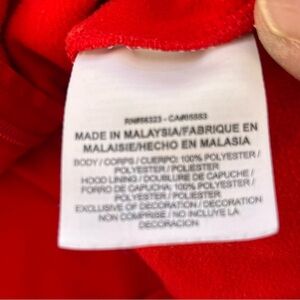 RN#56323 - CA#05553
MADE IN MALAYSIA/FABRIQUE EN
MALAISIE/HECHO EN MALASIA
BODY / CORPS / CUERPO: 100% POLYESTER /
POLYESTER / POLIÉSTER
HOOD LINING / DOUBLURE DE CAPUCHE /
FORRO DE CAPUCHA: 100% POLYESTER /
POLYESTER / POLIÉSTER
EXCLUSIVE OF DECORATION / DÉCORATION
NON COMPRISE / NO INCLUYE LA
DECORACIÓN